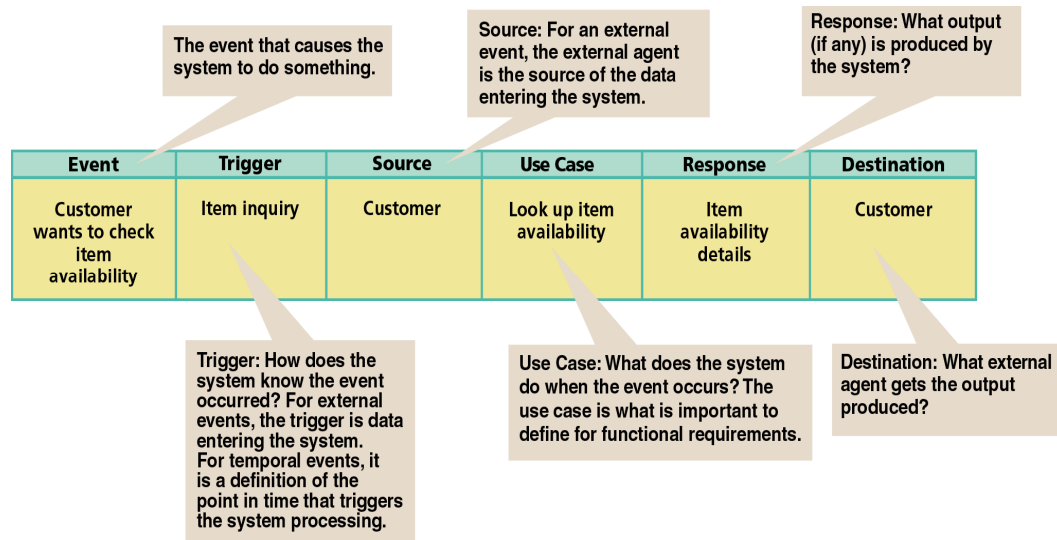 The event that causes the
system to do something.
Source: For an external
event, the external agent
is the source of the data
entering the system.
Response: What output
(if any) is produced by
the system?
Event Trigger Source Use Case Response Destination
Customer
wants to check
item
availability
Item inquiry
Customer
Look up item
availability
Item
availability
details
Customer
Trigger: How does the
system know the event
occurred? For external
events, the trigger is data
entering the system.
For temporal events, it
is a definition of the
point in time that triggers
the system processing.
Use Case: What does the system
do when the event occurs? The
use case is what is important to
define for functional requirements.
Destination: What external
agent gets the output
produced?